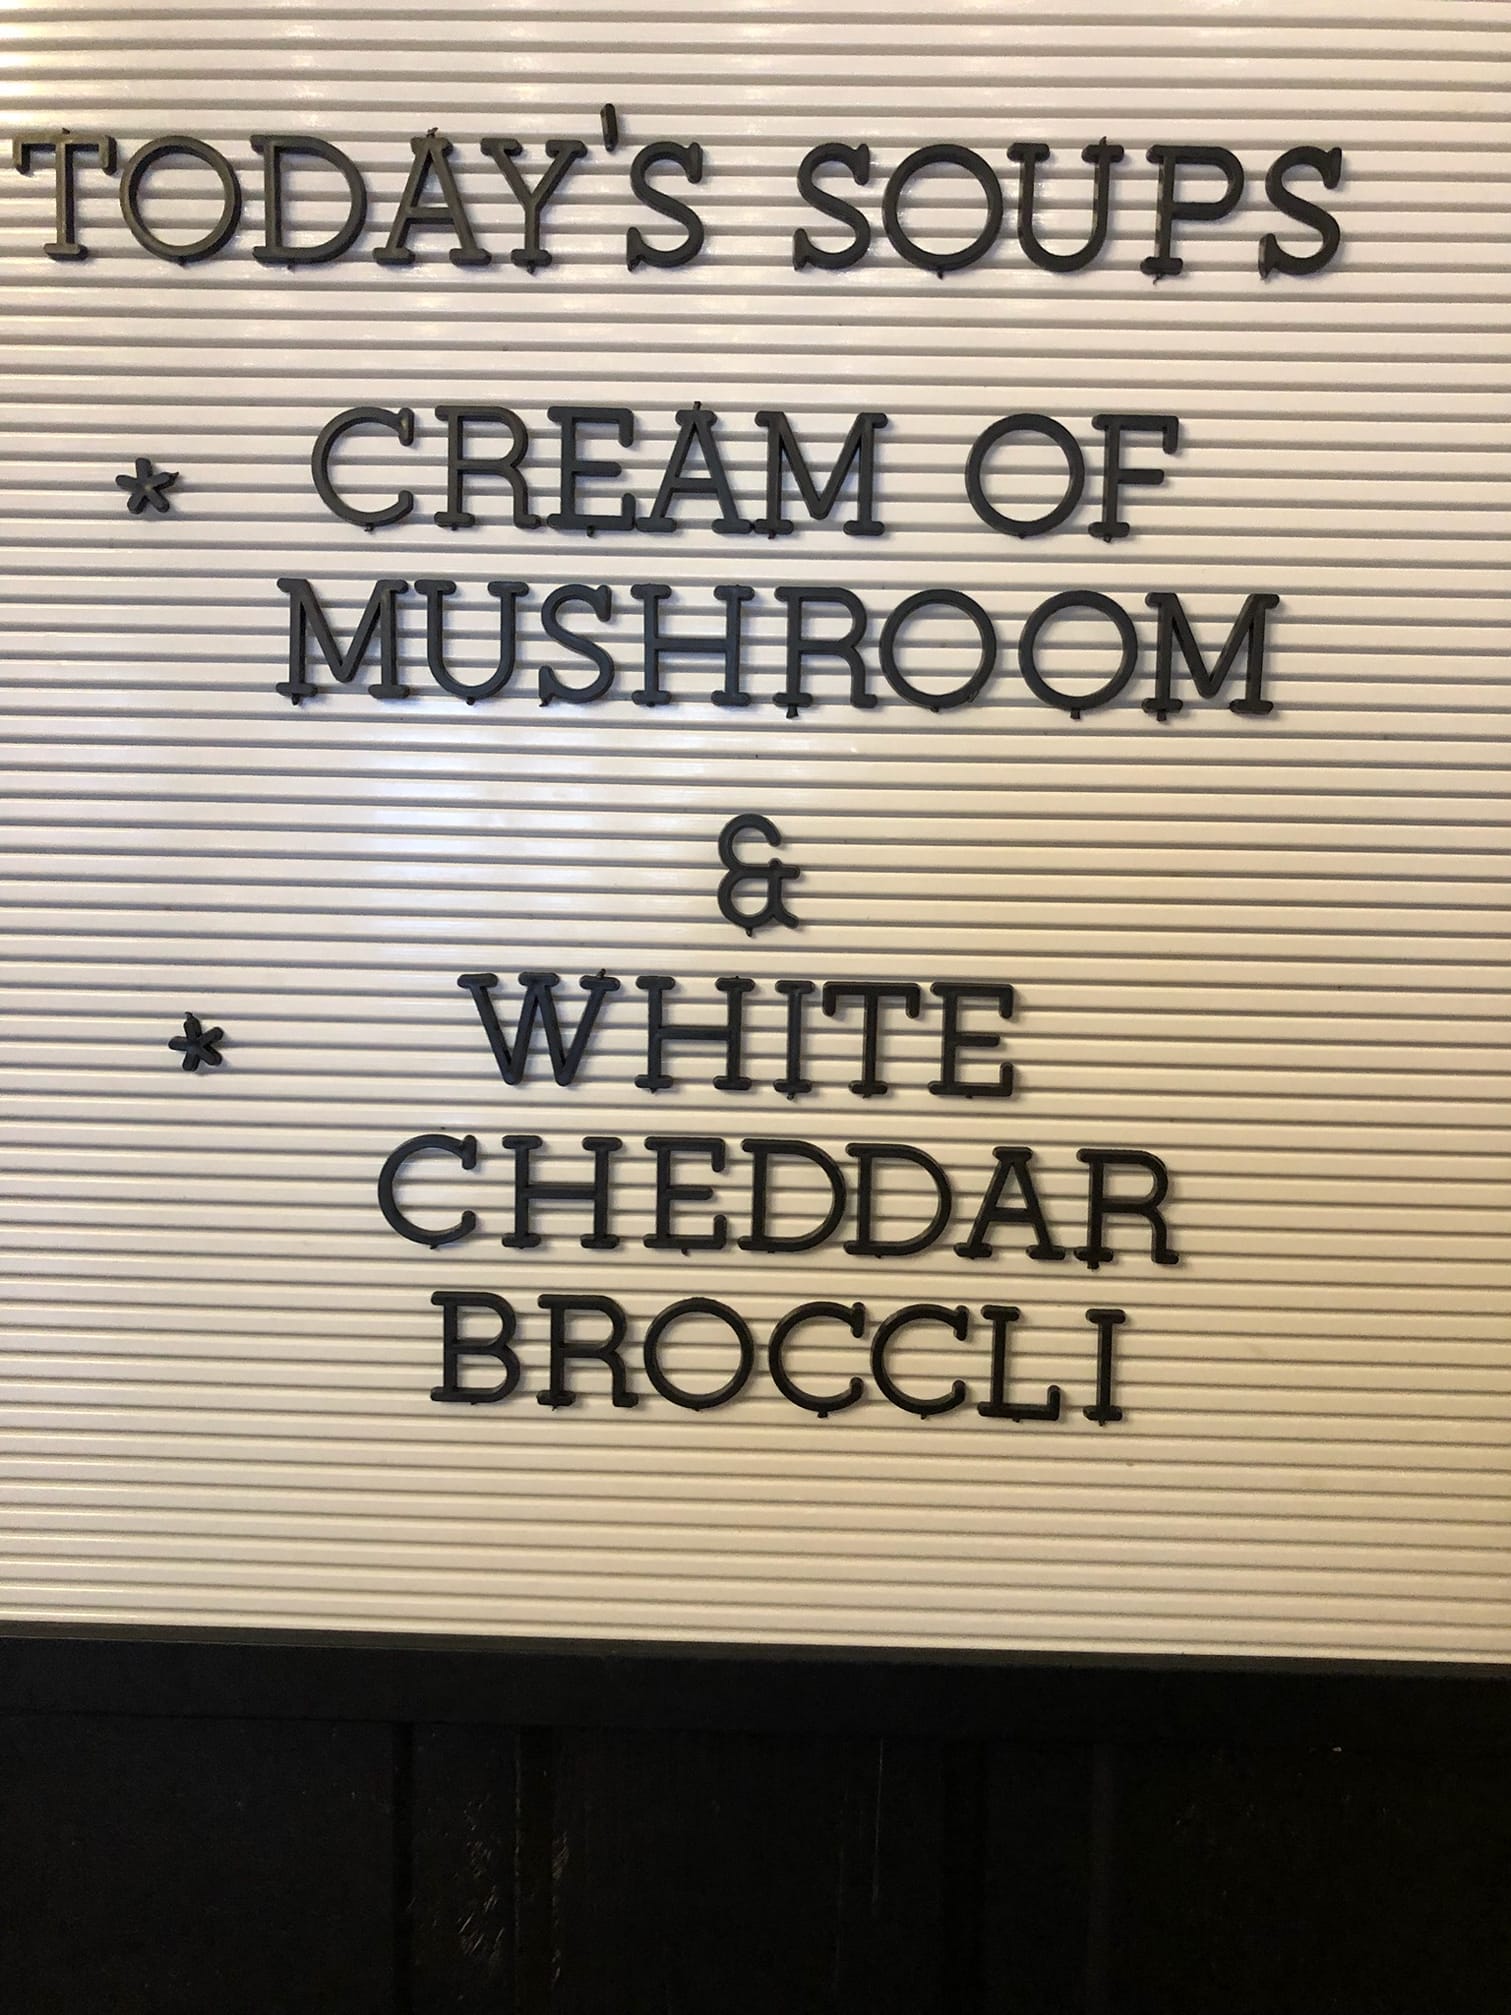 TODAY'S SOUPS
* CREAM OF
MUSHROOM
&
* WHITE
CHEDDAR
BROCCLI